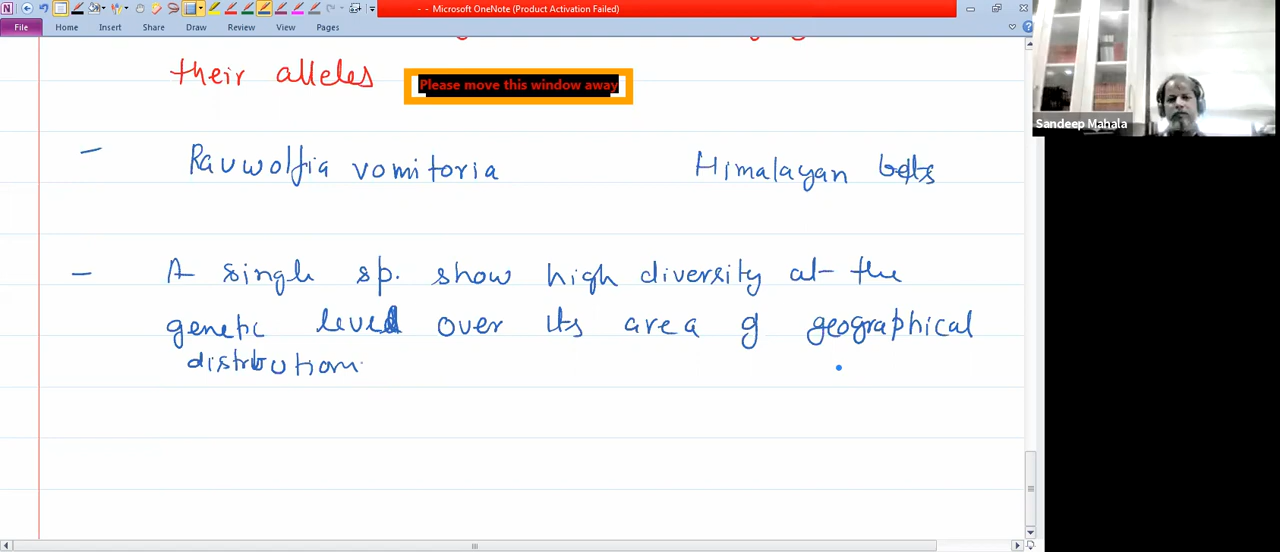 - - Microsoft OneNote (Product Activation Failed)
File Home Insert Share Draw Review View Pens
their alleles
Please move this window away
Sandeep Mahala
– Rauwolfia vomitoria Himalayan belts
– A single sp. show high diversity at the
genetic level over its area of geographical
distribution.